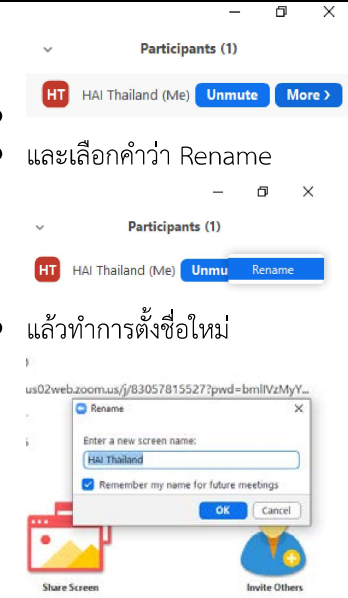 Participants (1)
HT HAI Thailand (Me) Unmute More >
และเลือกคำว่า Rename
Participants (1)
HT HAI Thailand (Me) Unmu Rename
แล้วทำการตั้งชื่อใหม่
us02web.zoom.us/j/83057815527?pwd=bmlIVzMyY...
Rename
Enter a new screen name:
HAI Thailand
Remember my name for future meetings
OK Cancel
Share Screen Invite Others